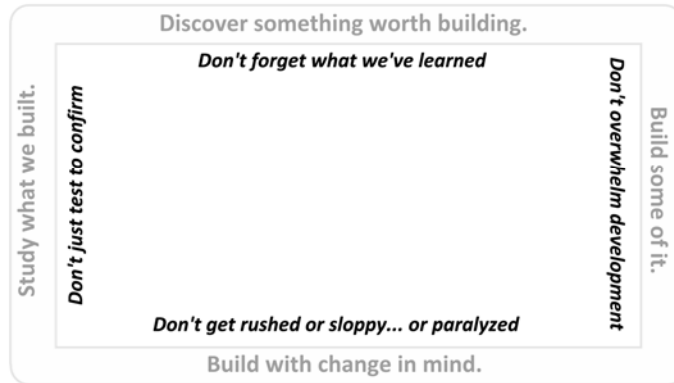 Discover something worth building.
Don't forget what we've learned
Don't overwhelm development
Build some of it.
Don't get rushed or sloppy... or paralyzed
Build with change in mind.
Study what we built.
Don't just test to confirm